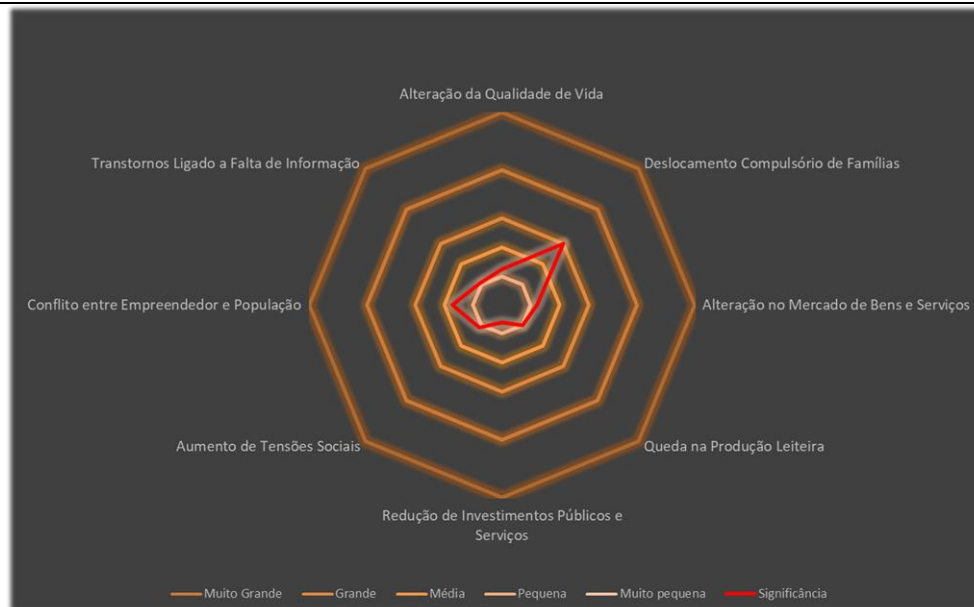 Alteração da Qualidade de Vida
Transtornos Ligado a Falta de Informação
Deslocamento Compulsório de Famílias
Conflito entre Empreendedor e População
Alteração no Mercado de Bens e Serviços
Aumento de Tensões Sociais
Queda na Produção Leiteira
Redução de Investimentos Públicos e
Serviços
Muito Grande
Grande
Média
Pequena
Muito pequena
Significância